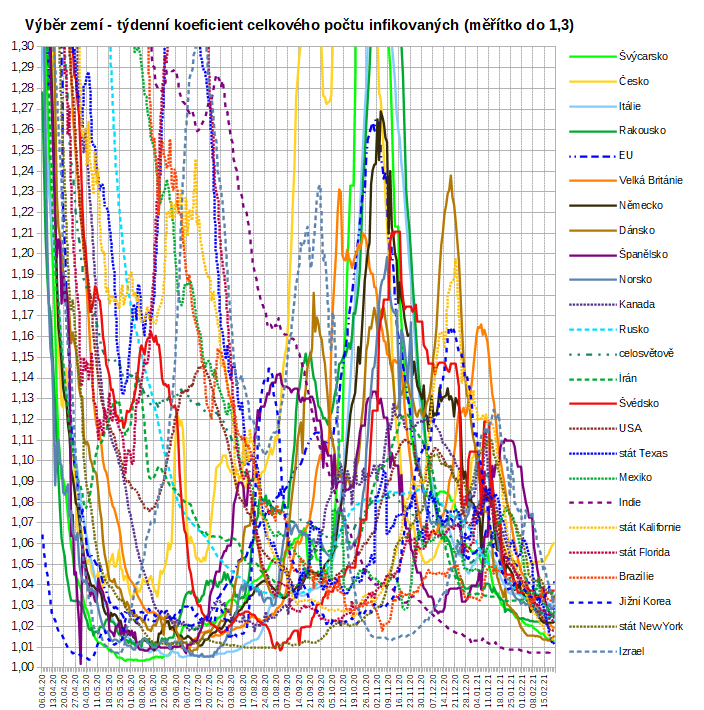 Výběr zemí - týdenní koeficient celkového počtu infikovaných (měřítko do 1,3)
1,30
1,29
1,28
1,27
1,26
1,25
1,24
1,23
1,22
1,21
1,20
1,19
1,18
1,17
1,16
1,15
1,14
1,13
1,12
1,11
1,10
1,09
1,08
1,07
1,06
1,05
1,04
1,03
1,02
1,01
1,00
06.04.20
13.04.20
20.04.20
27.04.20
04.05.20
11.05.20
18.05.20
25.05.20
01.06.20
08.06.20
15.06.20
22.06.20
29.06.20
06.07.20
13.07.20
20.07.20
27.07.20
03.08.20
10.08.20
17.08.20
24.08.20
31.08.20
07.09.20
14.09.20
21.09.20
28.09.20
05.10.20
12.10.20
19.10.20
26.10.20
02.11.20
09.11.20
16.11.20
23.11.20
30.11.20
07.12.20
14.12.20
21.12.20
28.12.20
04.01.21
11.01.21
18.01.21
25.01.21
01.02.21
08.02.21
15.02.21
Švýcarsko
Česko
Itálie
Rakousko
EU
Velká Británie
Německo
Dánsko
Španělsko
Norsko
Kanada
Rusko
celosvětově
Írán
Švédsko
USA
stát Texas
Mexiko
Indie
stát Kalifornie
stát Florida
Brazílie
Jižní Korea
stát NewYork
Izrael